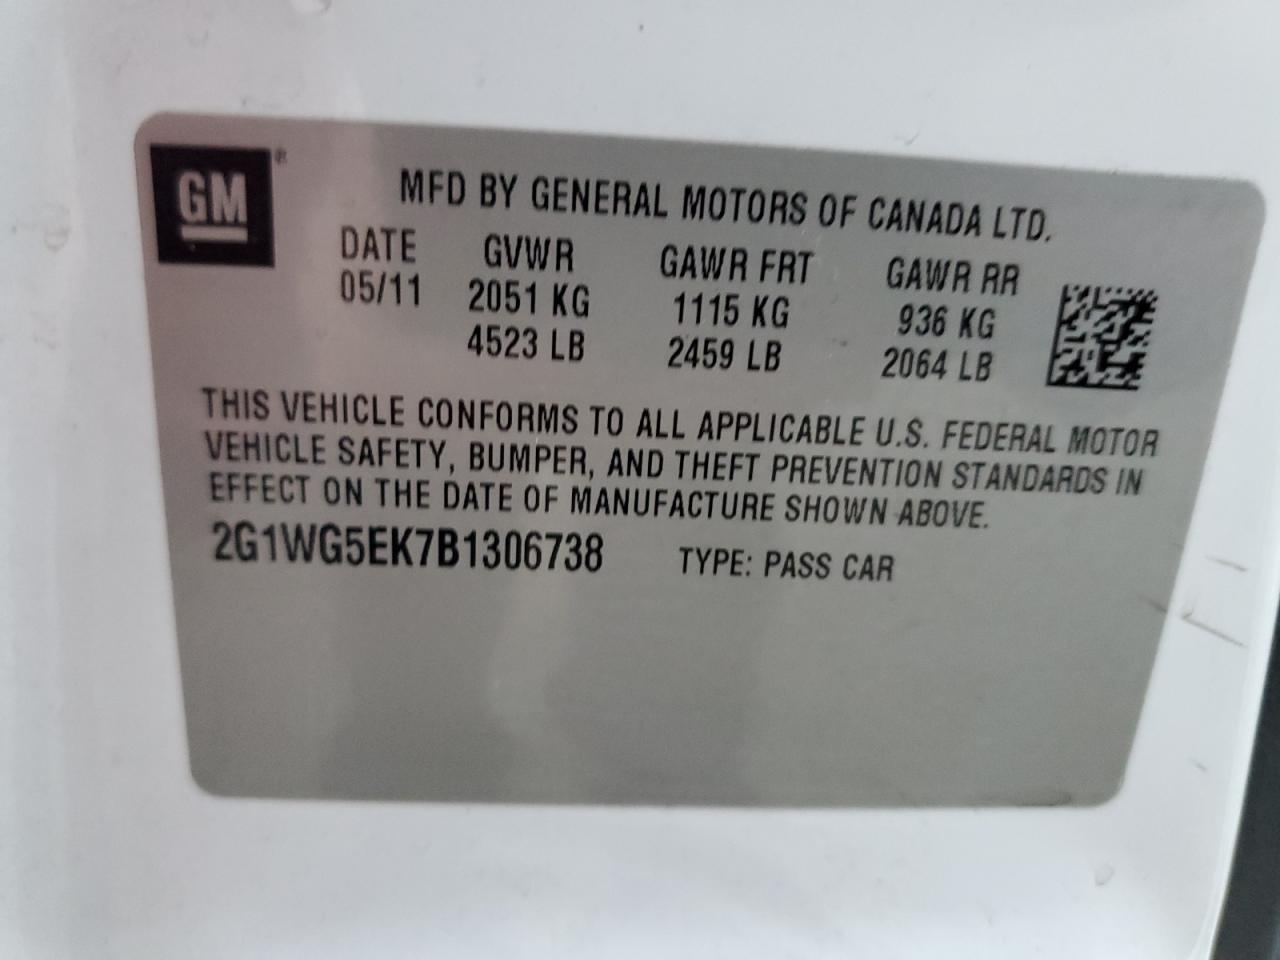 GM ®
MFD BY GENERAL MOTORS OF CANADA LTD.
DATE GVWR GAWR FRT GAWR RR
05/11 2051 KG 1115 KG 936 KG
4523 LB 2459 LB 2064 LB
THIS VEHICLE CONFORMS TO ALL APPLICABLE U.S. FEDERAL MOTOR
VEHICLE SAFETY, BUMPER, AND THEFT PREVENTION STANDARDS IN
EFFECT ON THE DATE OF MANUFACTURE SHOWN ABOVE.
2G1WG5EK7B1306738 TYPE: PASS CAR